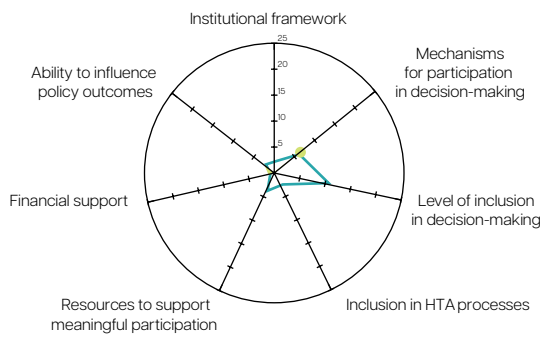 Institutional framework
25
20
15
10
5
Mechanisms
for participation
in decision-making
Level of inclusion
in decision-making
Inclusion in HTA processes
Resources to support
meaningful participation
Financial support
Ability to influence
policy outcomes